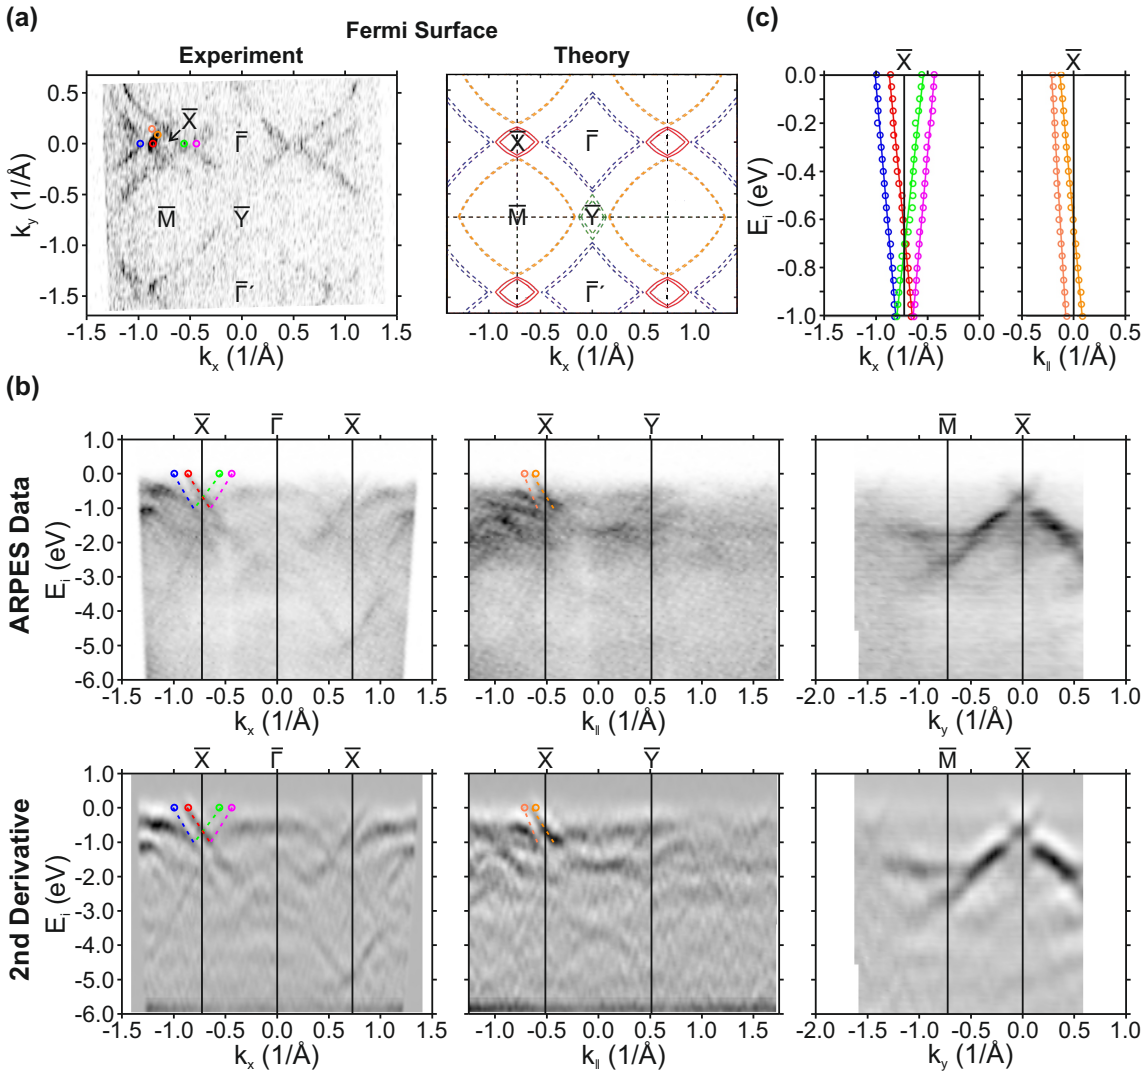 (a)
Fermi Surface
Experiment
Theory
0.5
0.0
-0.5
-1.0
-1.5
k_y (1/Å)
X̅
Γ̅
M̅
Y̅
Γ̅´
-1.5 -1.0 -0.5 0.0 0.5 1.0 1.5
k_x (1/Å)
X̅
Γ̅
M̅
Y̅
Γ̅´
-1.0 -0.5 0.0 0.5 1.0
k_x (1/Å)
(c)
X̅
X̅
0.0
-0.2
-0.4
-0.6
-0.8
-1.0
E_i (eV)
-1.5 -1.0 -0.5 0.0
k_x (1/Å)
-0.5 0.0 0.5
k_∥ (1/Å)
(b)
ARPES Data
X̅ Γ̅ X̅
1.0
0.0
-1.0
-2.0
-3.0
-4.0
-5.0
-6.0
E_i (eV)
-1.5 -1.0 -0.5 0.0 0.5 1.0 1.5
k_x (1/Å)
X̅ Y̅
-1.0 -0.5 0.0 0.5 1.0 1.5
k_∥ (1/Å)
M̅ X̅
-2.0 -1.5 -1.0 -0.5 0.0 0.5 1.0
k_y (1/Å)
2nd Derivative
X̅ Γ̅ X̅
1.0
0.0
-1.0
-2.0
-3.0
-4.0
-5.0
-6.0
E_i (eV)
-1.5 -1.0 -0.5 0.0 0.5 1.0 1.5
k_x (1/Å)
X̅ Y̅
-1.0 -0.5 0.0 0.5 1.0 1.5
k_∥ (1/Å)
M̅ X̅
-2.0 -1.5 -1.0 -0.5 0.0 0.5 1.0
k_y (1/Å)